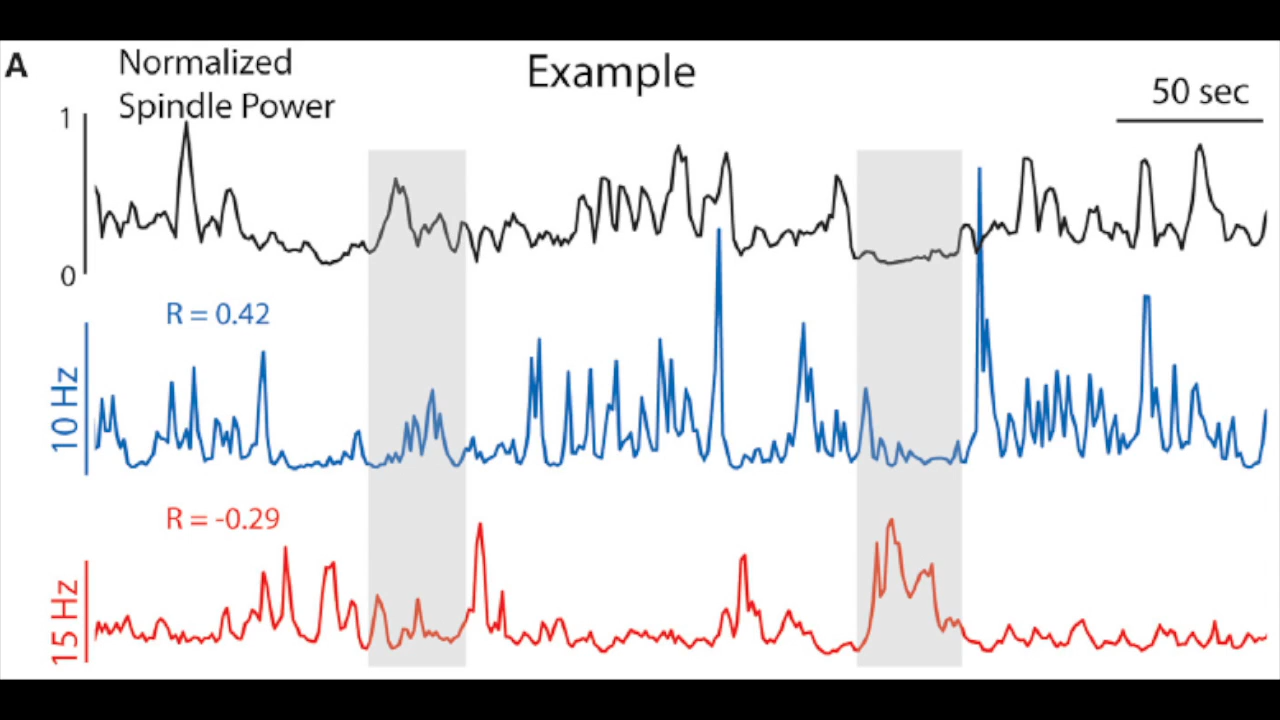 A
Normalized
Spindle Power
Example
50 sec
1
0
R = 0.42
10 Hz
R = -0.29
15 Hz